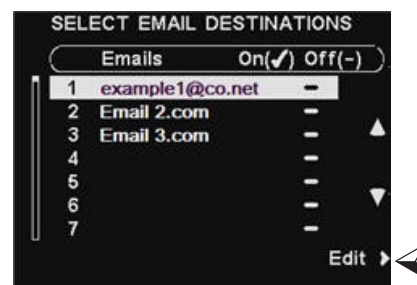 SELECT EMAIL DESTINATIONS
Emails On(✓) Off(-)
1 example1@co.net -
2 Email 2.com -
3 Email 3.com -
4 -
5 -
6 -
7 -
Edit